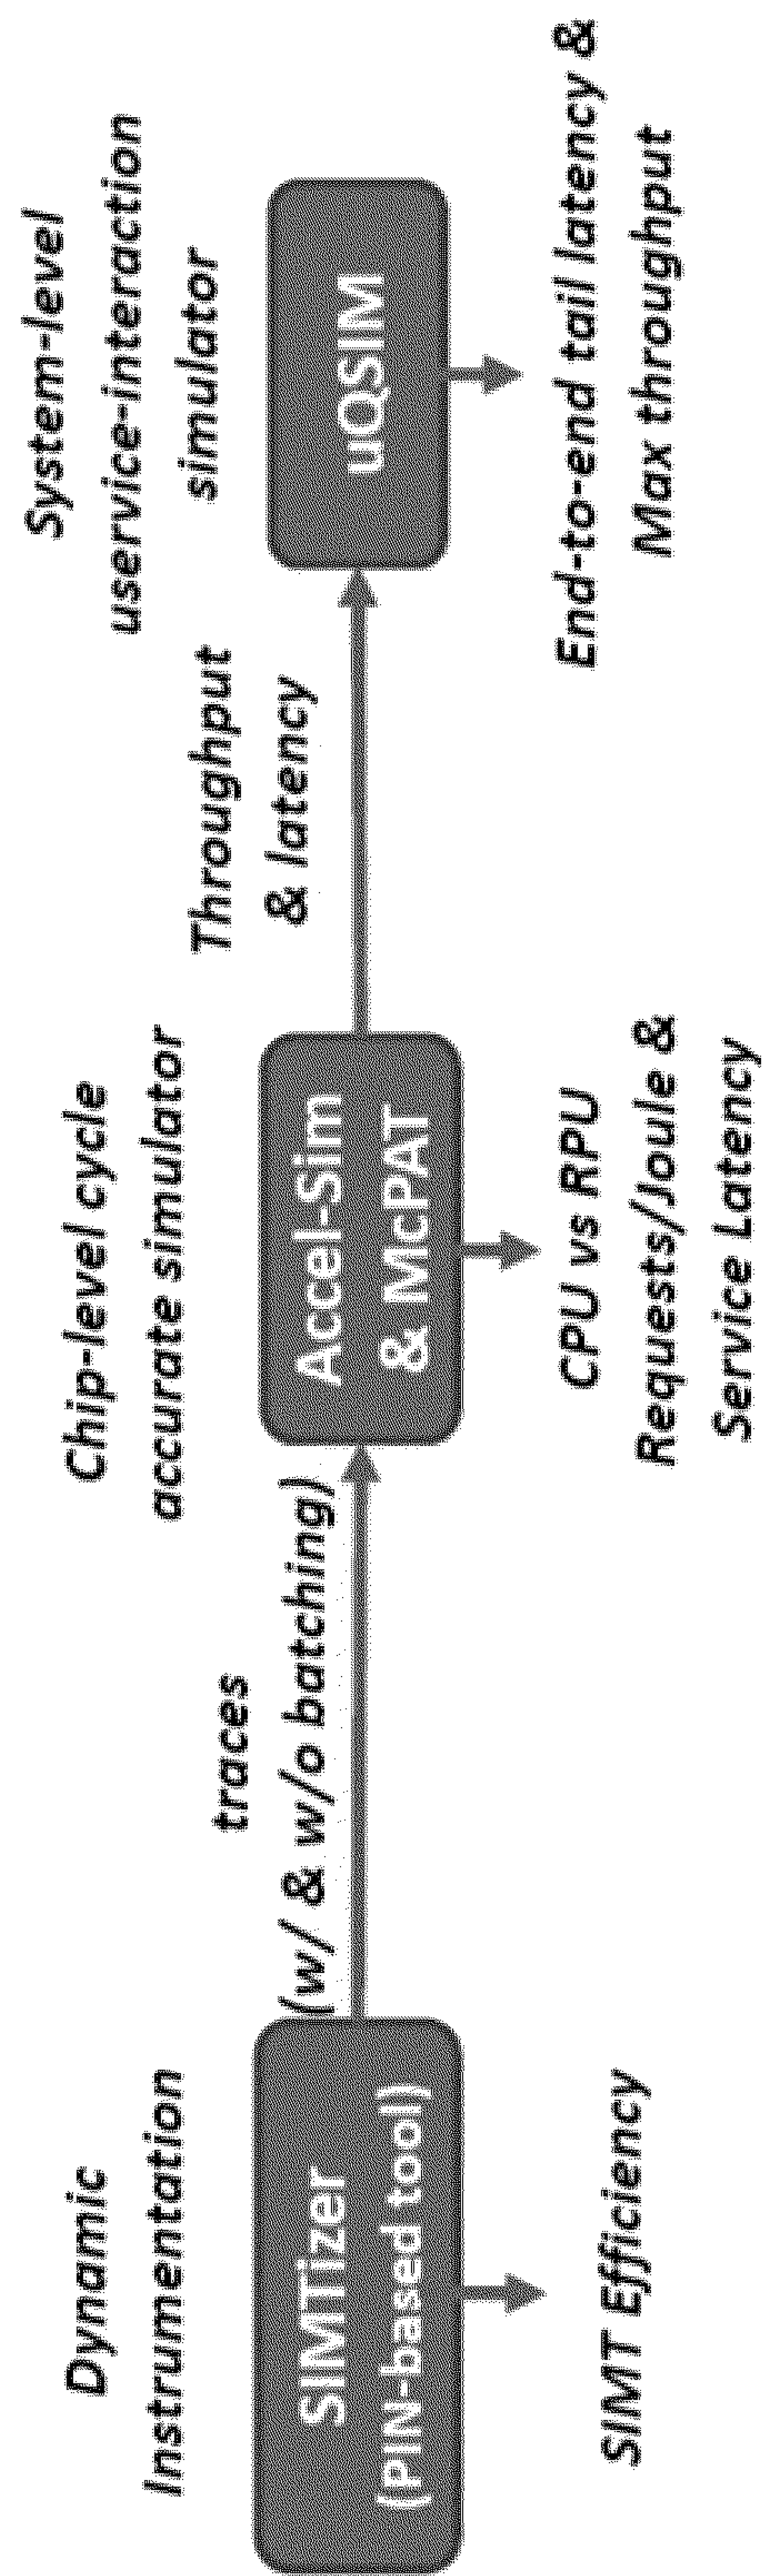 Dynamic
Instrumentation
SIMTizer
(PIN-based tool)
SIMT Efficiency
traces
(w/ & w/o batching)
Chip-level cycle
accurate simulator
Accel-Sim
& McPAT
CPU vs RPU
Requests/Joule &
Service Latency
Throughput
& latency
System-level
uservice-interaction
simulator
uQSIM
End-to-end tail latency &
Max throughput